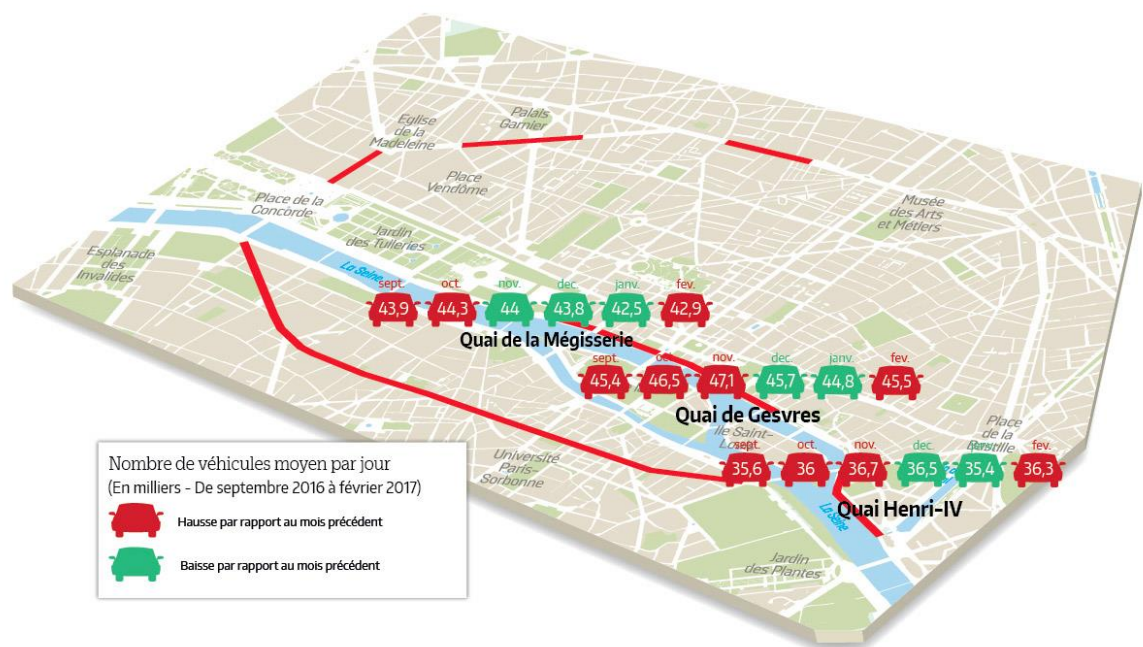 Palais
Garnier
Eglise
de la
Madeleine
Place
Vendôme
Musée
des Arts
et Métiers
Place de la
Concorde
Jardin
des Tuileries
Esplanade
des
Invalides
La Seine
sept. oct. nov. dec. janv. fev.
43,9 44,3 44 43,8 42,5 42,9
Quai de la Mégisserie
sept. oct. nov. dec. janv. fev.
45,4 46,5 47,1 45,7 44,8 45,5
Quai de Gesvres
Place
de la
Bastille
Ile Saint-
sept. oct. nov. dec. fev.
35,6 36 36,7 36,5 35,4 36,3
Quai Henri-IV
Université
Paris-
Sorbonne
La Seine
Jardin
des Plantes
Nombre de véhicules moyen par jour
(En milliers - De septembre 2016 à février 2017)
Hausse par rapport au mois précédent
Baisse par rapport au mois précédent